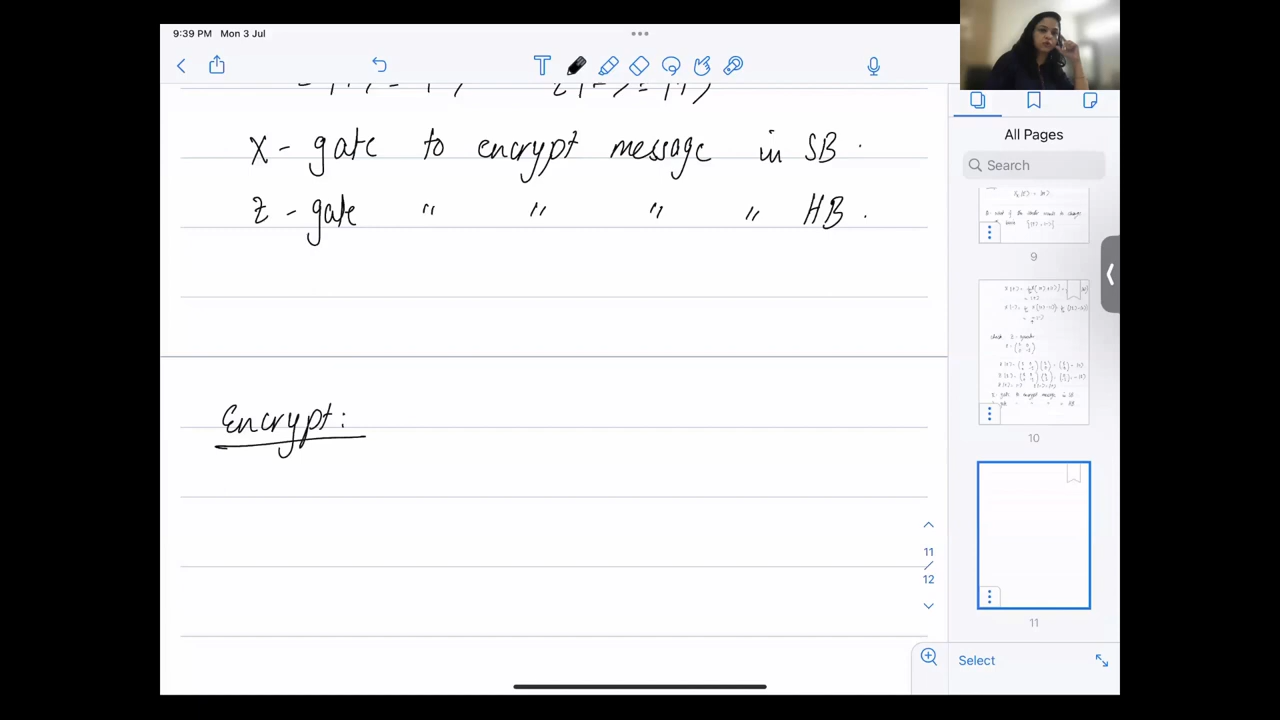 9:39 PM Mon 3 Jul
X - gate to encrypt message in SB.
Z - gate " " " " HB.
Encrypt:
11
12
All Pages
Search
9
10
11
Select